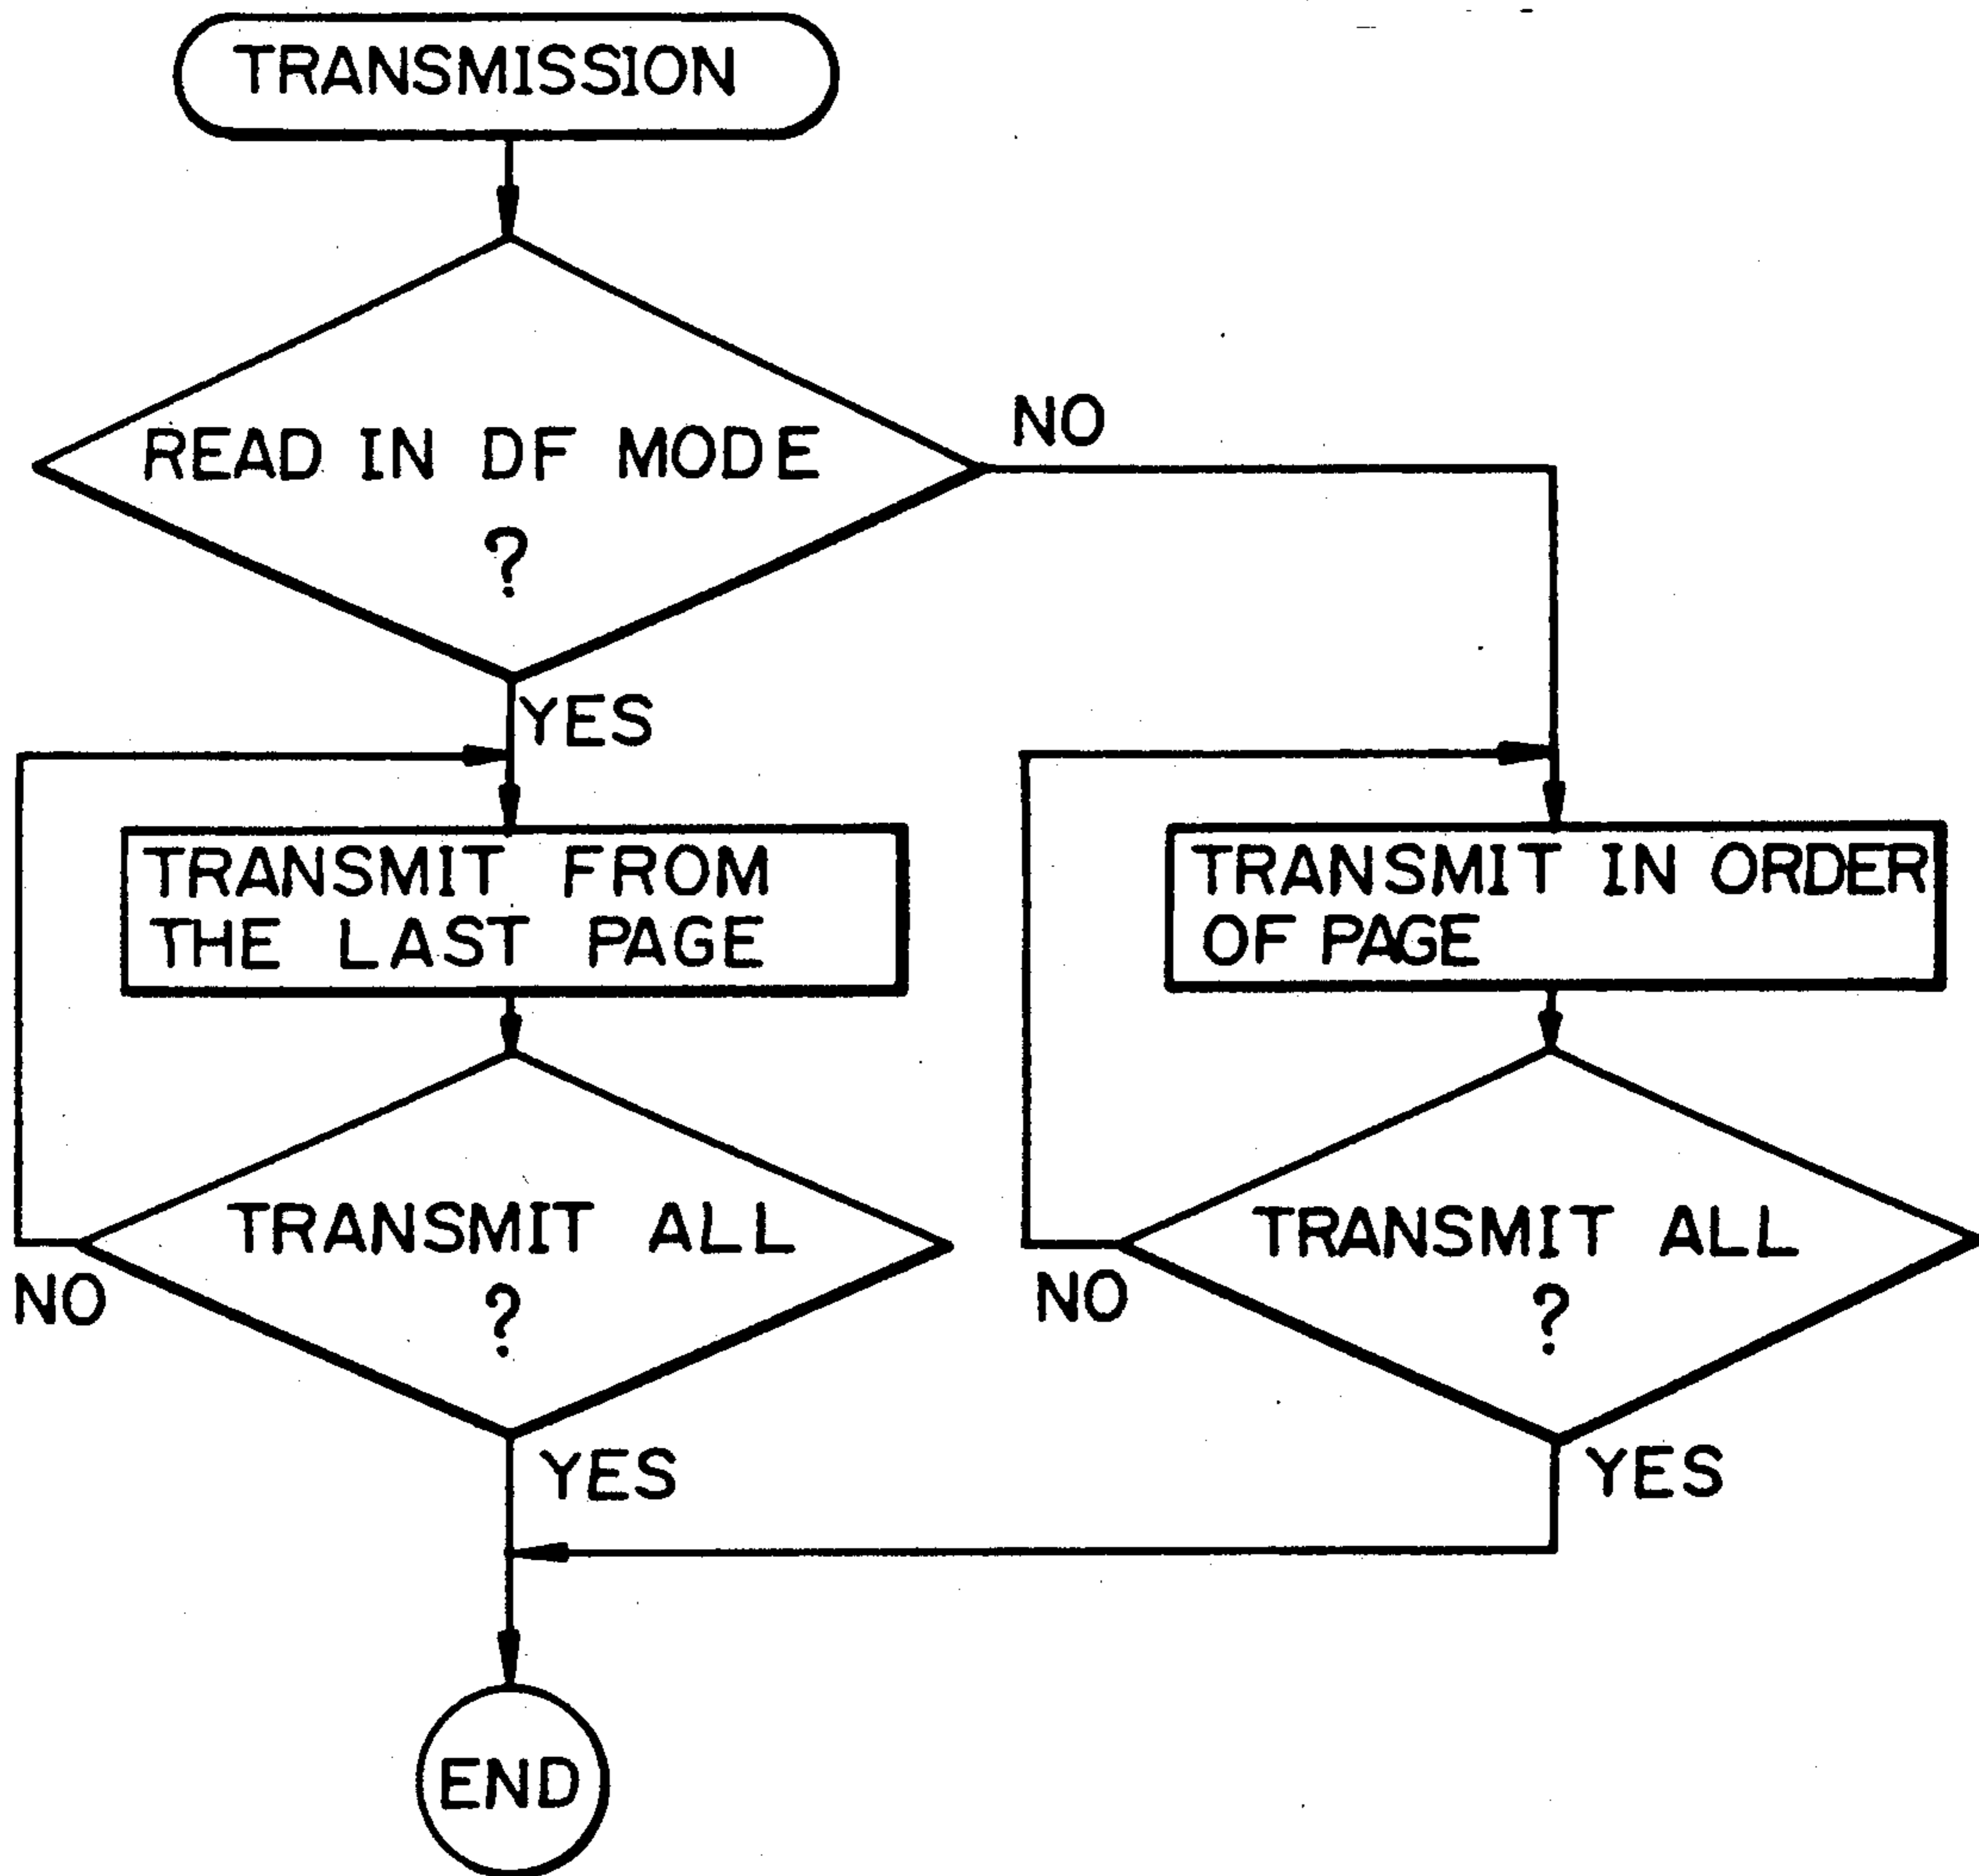 TRANSMISSION
READ IN DF MODE
?
NO
YES
TRANSMIT FROM
THE LAST PAGE
TRANSMIT IN ORDER
OF PAGE
TRANSMIT ALL
?
NO
YES
TRANSMIT ALL
?
NO
YES
END